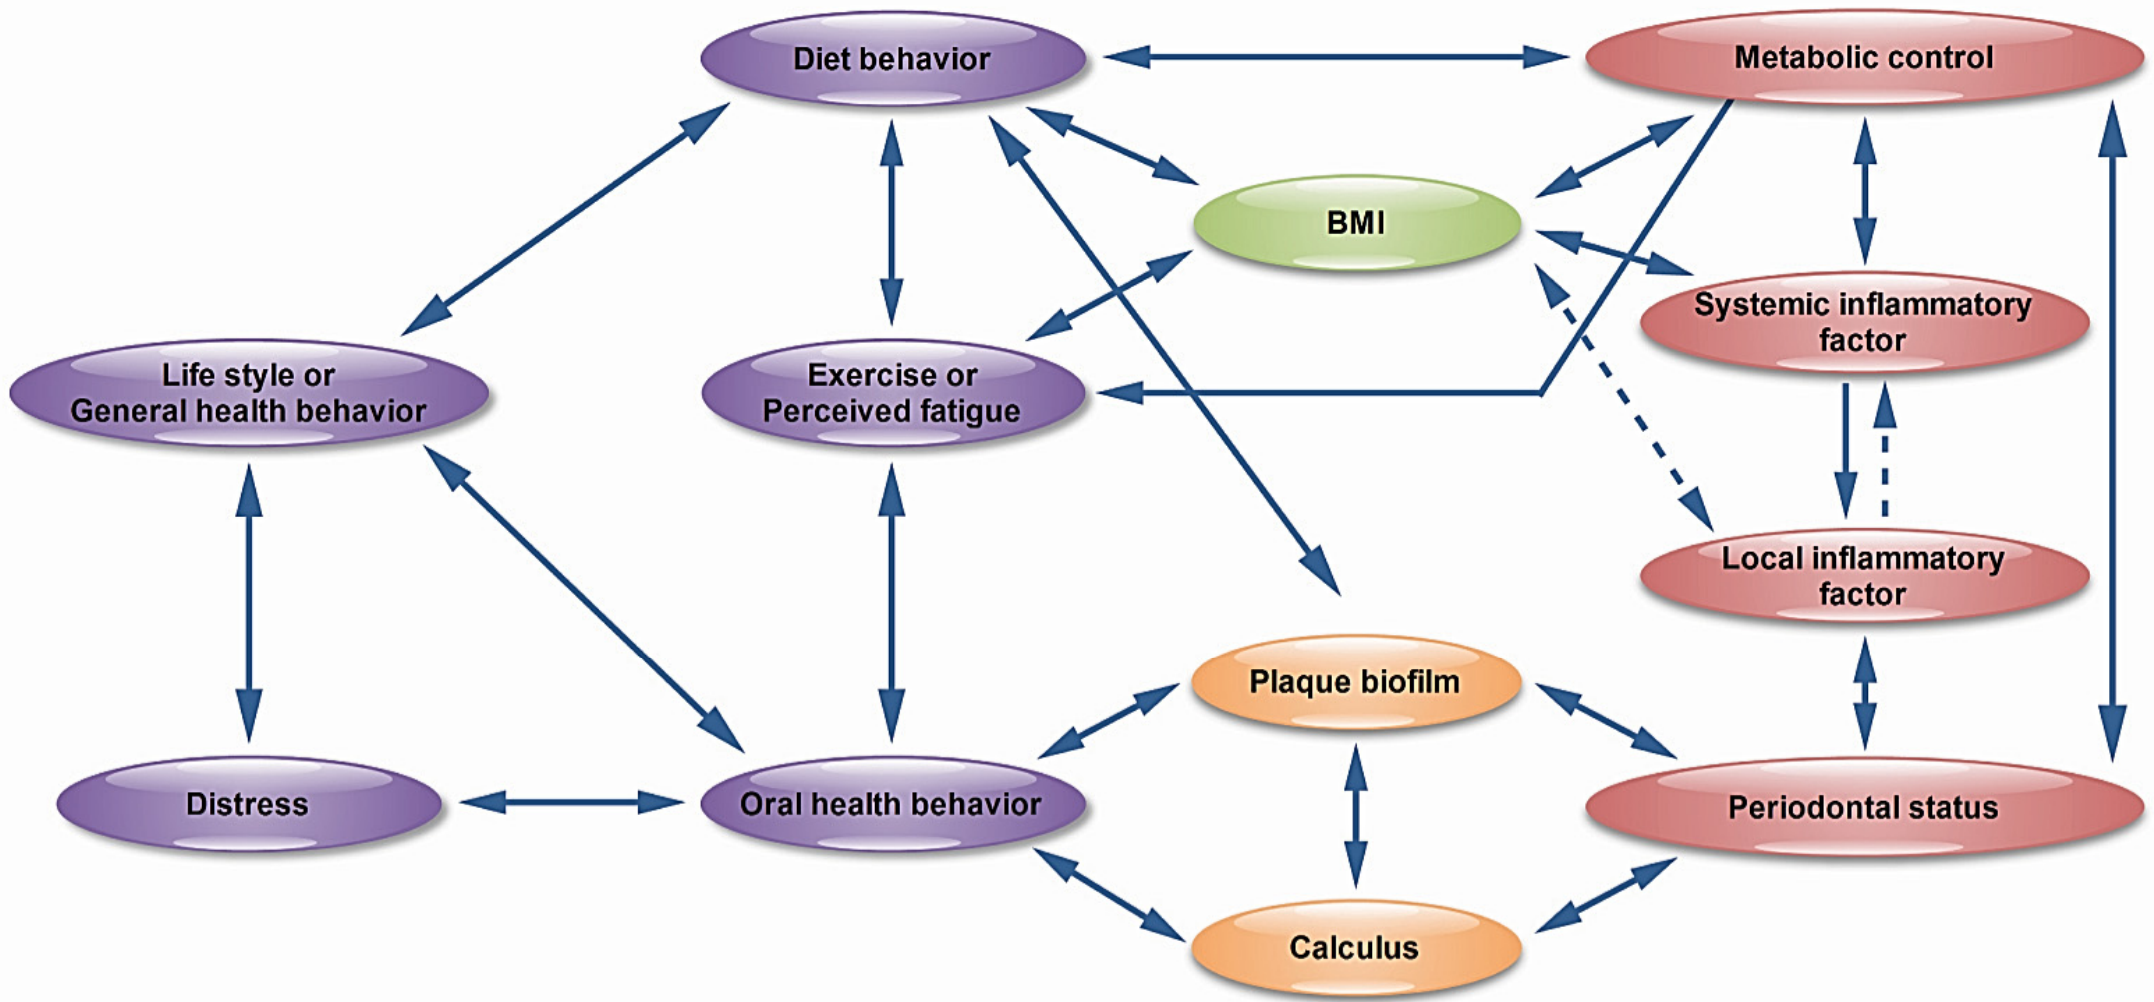 Diet behavior
Metabolic control
BMI
Systemic inflammatory
factor
Life style or
General health behavior
Exercise or
Perceived fatigue
Local inflammatory
factor
Plaque biofilm
Distress
Oral health behavior
Periodontal status
Calculus